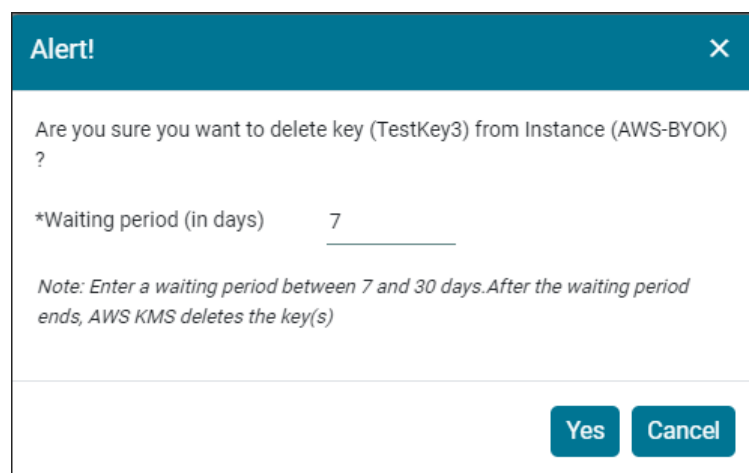 Alert!
Are you sure you want to delete key (TestKey3) from Instance (AWS-BYOK)
?
*Waiting period (in days) 7
Note: Enter a waiting period between 7 and 30 days.After the waiting period
ends, AWS KMS deletes the key(s)
Yes Cancel